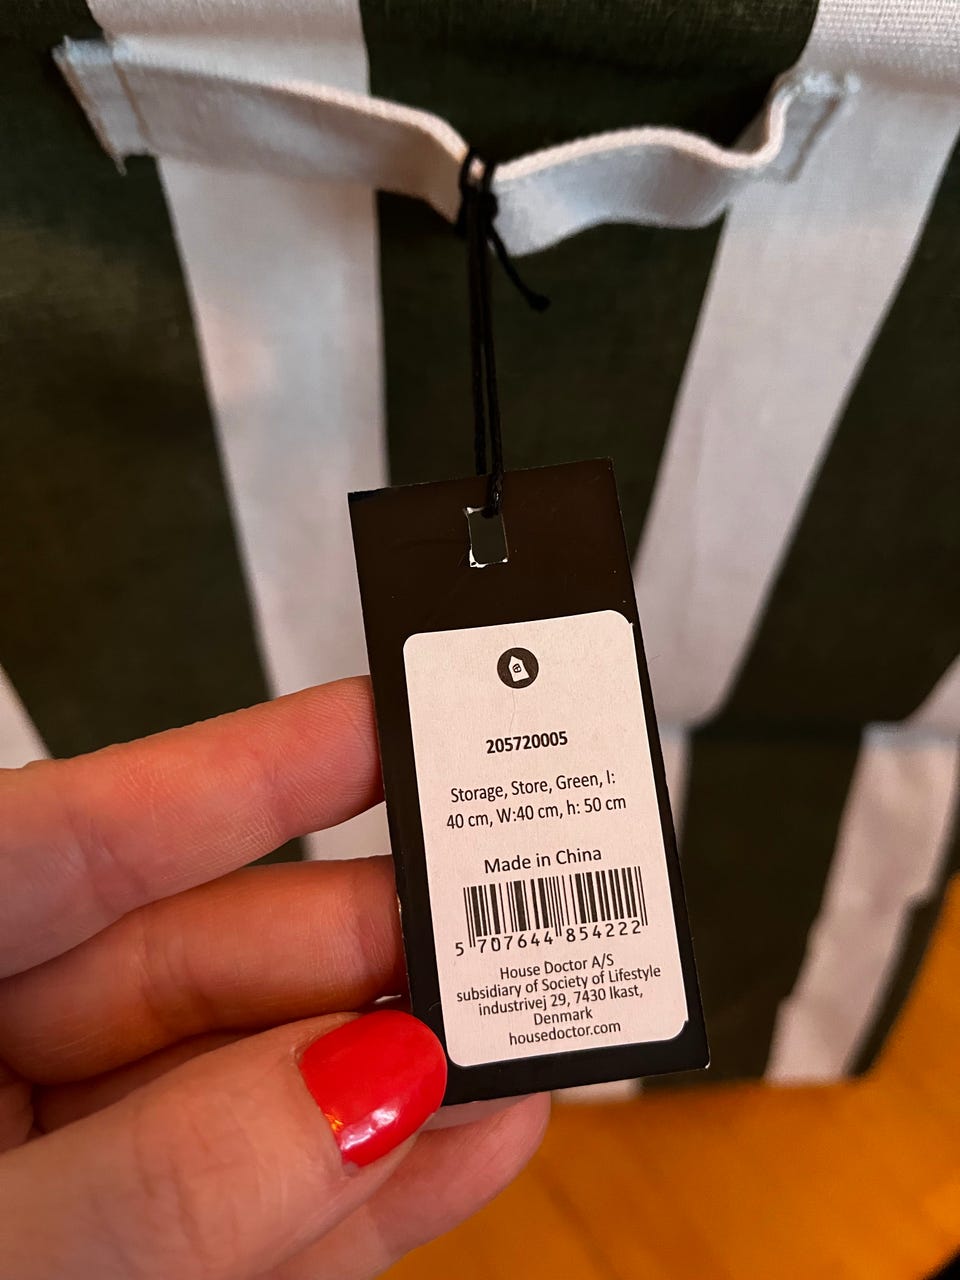 205720005
Storage, Store, Green, l:
40 cm, W:40 cm, h: 50 cm
Made in China
5 707644 854222
House Doctor A/S
subsidiary of Society of Lifestyle
industrivej 29, 7430 Ikast,
Denmark
housedoctor.com